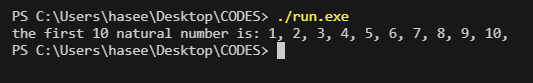 PS C:\Users\hasee\Desktop\CODES> ./run.exe
the first 10 natural number is: 1, 2, 3, 4, 5, 6, 7, 8, 9, 10,
PS C:\Users\hasee\Desktop\CODES>